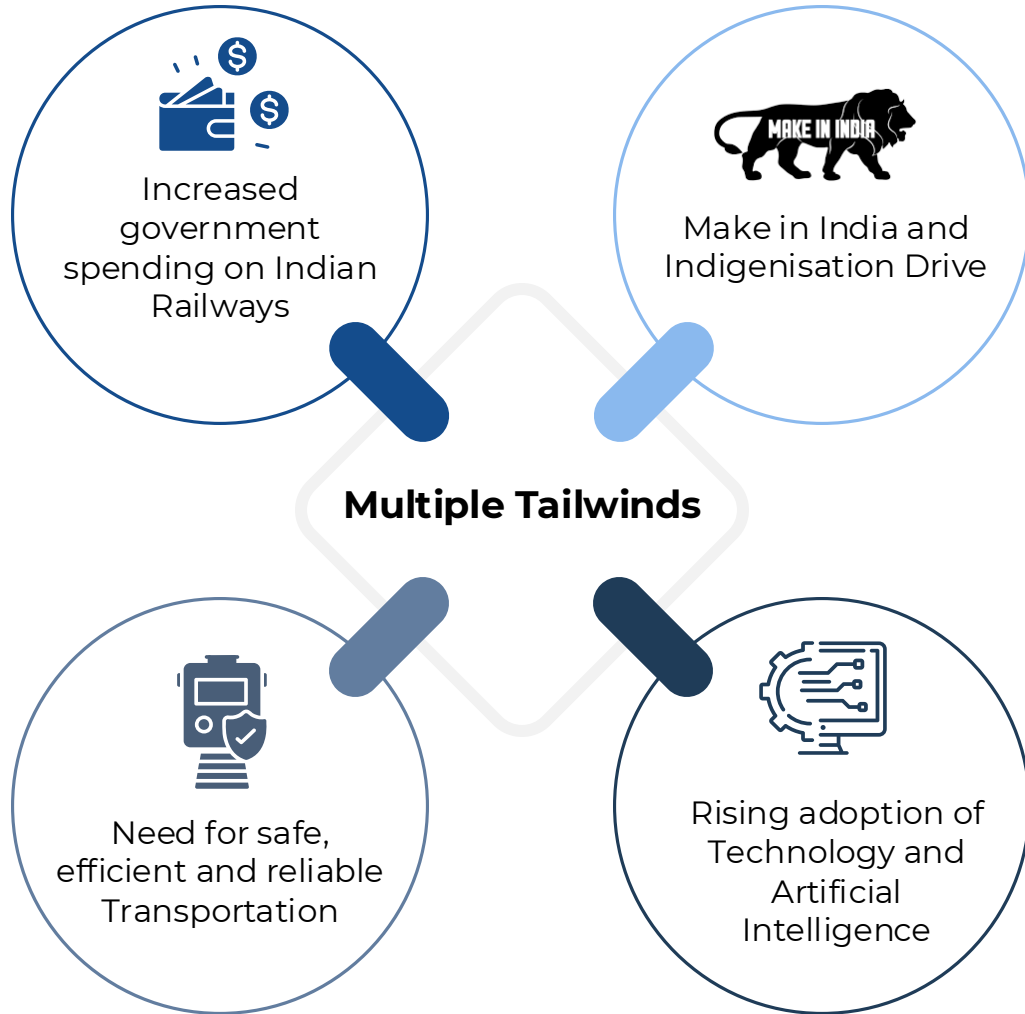 $
$
Increased
government
spending on Indian
Railways
MAKE IN INDIA
Make in India and
Indigenisation Drive
Multiple Tailwinds
Need for safe,
efficient and reliable
Transportation
Rising adoption of
Technology and
Artificial
Intelligence